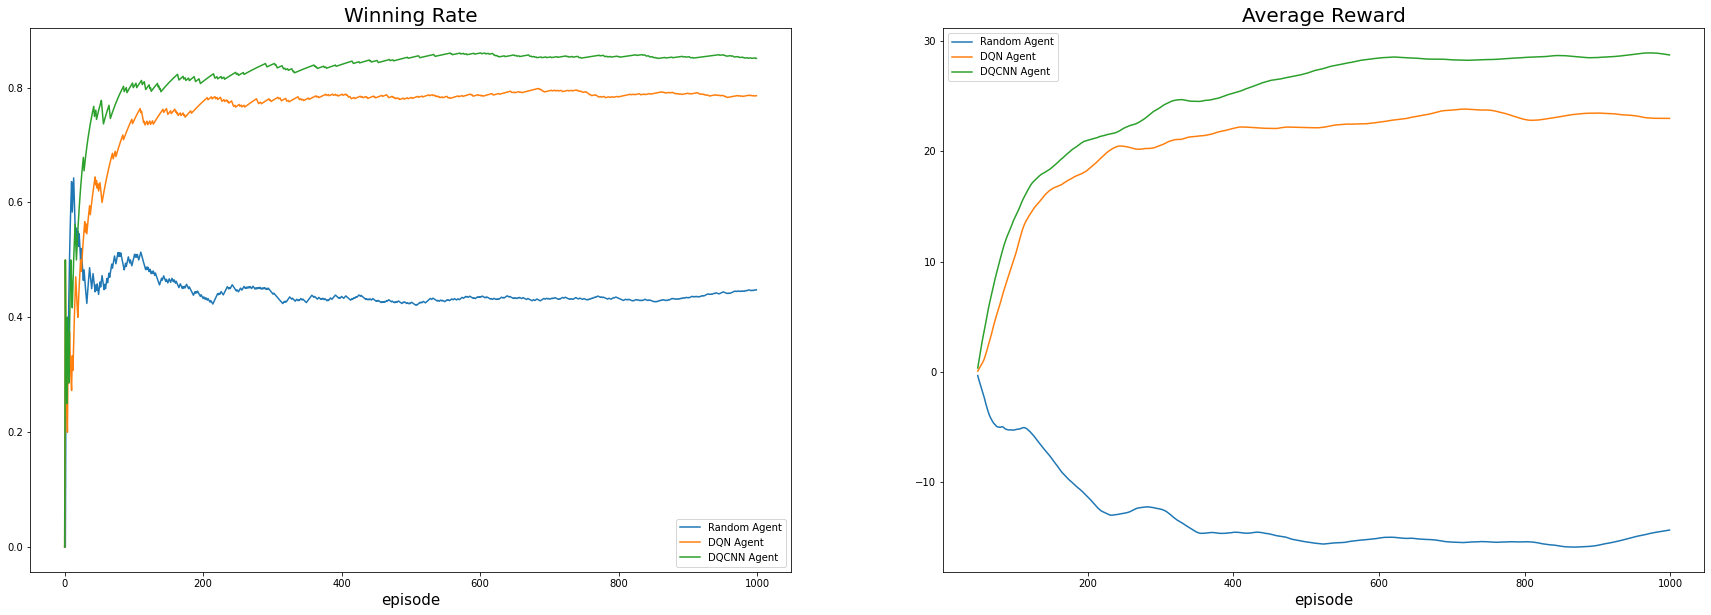 Winning Rate
0.8
0.6
0.4
0.2
0.0
Random Agent
DQN Agent
DQCNN Agent
0
200
400
600
800
1000
episode
Average Reward
Random Agent
DQN Agent
DQCNN Agent
30
20
10
0
−10
200
400
600
800
1000
episode